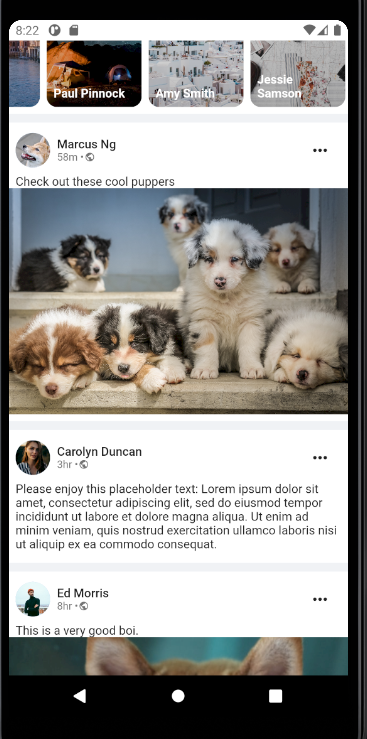 8:22
Paul Pinnock
Amy Smith
Jessie
Samson
Marcus Ng
58m •
Check out these cool puppers
Carolyn Duncan
3hr •
Please enjoy this placeholder text: Lorem ipsum dolor sit
amet, consectetur adipiscing elit, sed do eiusmod tempor
incididunt ut labore et dolore magna aliqua. Ut enim ad
minim veniam, quis nostrud exercitation ullamco laboris nisi
ut aliquip ex ea commodo consequat.
Ed Morris
8hr •
This is a very good boi.